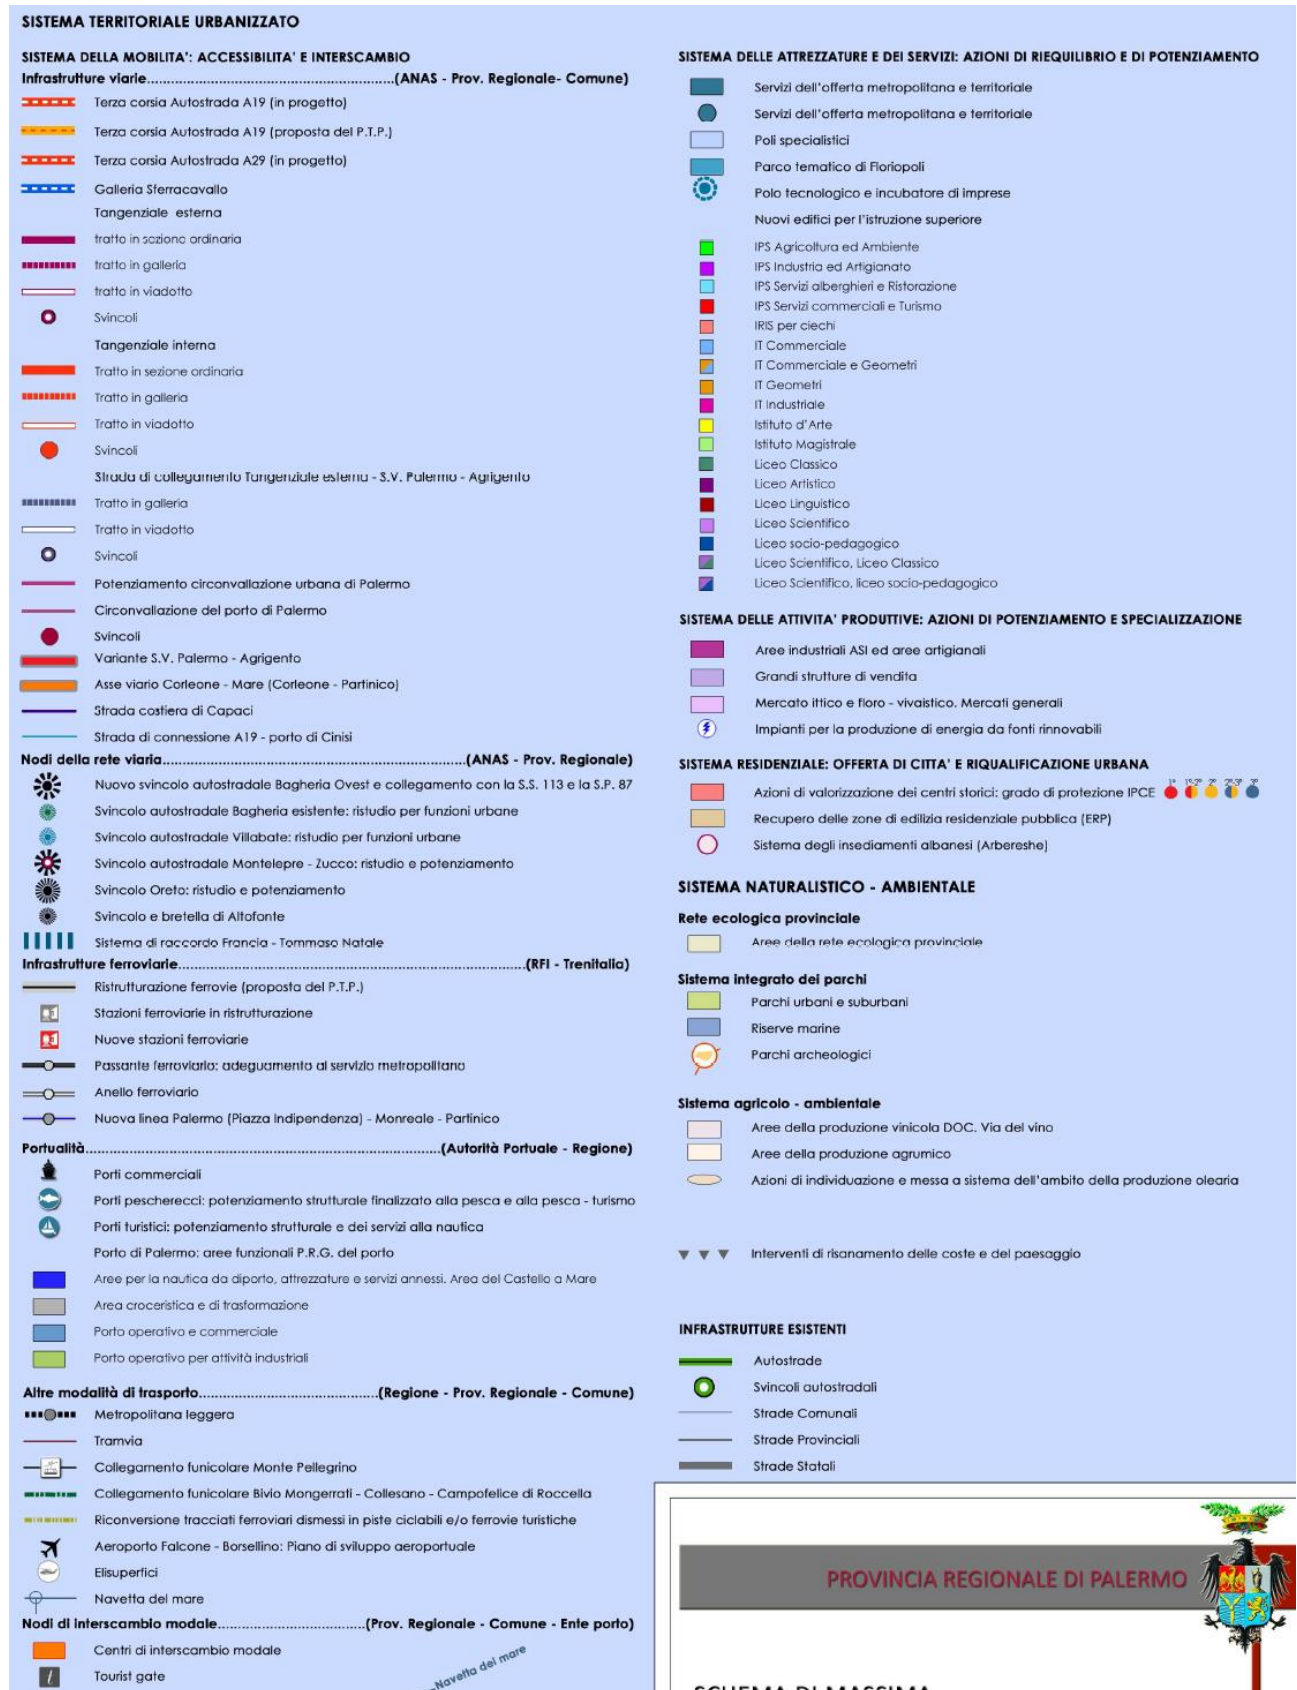 SISTEMA TERRITORIALE URBANIZZATO
SISTEMA DELLA MOBILITA': ACCESSIBILITA' E INTERSCAMBIO
Infrastrutture viarie..........(ANAS - Prov. Regionale- Comune)
Terza corsia Autostrada A19 (in progetto)
Terza corsia Autostrada A19 (proposta del P.T.P.)
Terza corsia Autostrada A29 (in progetto)
Galleria Sferracavallo
Tangenziale esterna
tratto in sezione ordinaria
tratto in galleria
tratto in viadotto
Svincoli
Tangenziale interna
Tratto in sezione ordinaria
Tratto in galleria
Tratto in viadotto
Svincoli
Strada di collegamento Tangenziale esterna - S.V. Palermo - Agrigento
Tratto in galleria
Tratto in viadotto
Svincoli
Potenziamento circonvallazione urbana di Palermo
Circonvallazione del porto di Palermo
Svincoli
Variante S.V. Palermo - Agrigento
Asse viario Corleone - Mare (Corleone - Partinico)
Strada costiera di Capaci
Strada di connessione A19 - porto di Cinisi
Nodi della rete viaria..........(ANAS - Prov. Regionale)
Nuovo svincolo autostradale Bagheria Ovest e collegamento con la S.S. 113 e la S.P. 87
Svincolo autostradale Bagheria esistente: ristudio per funzioni urbane
Svincolo autostradale Villabate: ristudio per funzioni urbane
Svincolo autostradale Montelepre - Zucco: ristudio e potenziamento
Svincolo Oreto: ristudio e potenziamento
Svincolo e bretella di Altofonte
Sistema di raccordo Francia - Tommaso Natale
Infrastrutture ferroviarie..........(RFI - Trenitalia)
Ristrutturazione ferrovie (proposta del P.T.P.)
Stazioni ferroviarie in ristrutturazione
Nuove stazioni ferroviarie
Passante ferroviario: adeguamento al servizio metropolitano
Anello ferroviario
Nuova linea Palermo (Piazza Indipendenza) - Monreale - Partinico
Portualità..........(Autorità Portuale - Regione)
Porti commerciali
Porti pescherecci: potenziamento strutturale finalizzato alla pesca e alla pesca - turismo
Porti turistici: potenziamento strutturale e dei servizi alla nautica
Porto di Palermo: aree funzionali P.R.G. del porto
Aree per la nautica da diporto, attrezzature e servizi annessi. Area del Castello a Mare
Area croceristica e di trasformazione
Porto operativo e commerciale
Porto operativo per attività industriali
Altre modalità di trasporto..........(Regione - Prov. Regionale - Comune)
Metropolitana leggera
Tramvia
Collegamento funicolare Monte Pellegrino
Collegamento funicolare Bivio Mongerrati - Collesano - Campofelice di Roccella
Riconversione tracciati ferroviari dismessi in piste ciclabili e/o ferrovie turistiche
Aeroporto Falcone - Borsellino: Piano di sviluppo aeroportuale
Elisuperfici
Navetta del mare
Nodi di interscambio modale..........(Prov. Regionale - Comune - Ente porto)
Centri di interscambio modale
t Tourist gate
Navetta del mare
SISTEMA DELLE ATTREZZATURE E DEI SERVIZI: AZIONI DI RIEQUILIBRIO E DI POTENZIAMENTO
Servizi dell'offerta metropolitana e territoriale
Servizi dell'offerta metropolitana e territoriale
Poli specialistici
Parco tematico di Floriopoli
Polo tecnologico e incubatore di imprese
Nuovi edifici per l'istruzione superiore
IPS Agricoltura ed Ambiente
IPS Industria ed Artigianato
IPS Servizi alberghieri e Ristorazione
IPS Servizi commerciali e Turismo
IRIS per ciechi
IT Commerciale
IT Commerciale e Geometri
IT Geometri
IT Industriale
Istituto d'Arte
Istituto Magistrale
Liceo Classico
Liceo Artistico
Liceo Linguistico
Liceo Scientifico
Liceo socio-pedagogico
Liceo Scientifico, Liceo Classico
Liceo Scientifico, liceo socio-pedagogico
SISTEMA DELLE ATTIVITA' PRODUTTIVE: AZIONI DI POTENZIAMENTO E SPECIALIZZAZIONE
Aree industriali ASI ed aree artigianali
Grandi strutture di vendita
Mercato ittico e floro - vivaistico. Mercati generali
Impianti per la produzione di energia da fonti rinnovabili
SISTEMA RESIDENZIALE: OFFERTA DI CITTA' E RIQUALIFICAZIONE URBANA
Azioni di valorizzazione dei centri storici: grado di protezione IPCE 1° 1°-2° 2° 2°-3° 3°
Recupero delle zone di edilizia residenziale pubblica (ERP)
Sistema degli insediamenti albanesi (Arbereshe)
SISTEMA NATURALISTICO - AMBIENTALE
Rete ecologica provinciale
Aree della rete ecologica provinciale
Sistema integrato dei parchi
Parchi urbani e suburbani
Riserve marine
Parchi archeologici
Sistema agricolo - ambientale
Aree della produzione vinicola DOC. Via del vino
Aree della produzione agrumico
Azioni di individuazione e messa a sistema dell'ambito della produzione olearia
Interventi di risanamento delle coste e del paesaggio
INFRASTRUTTURE ESISTENTI
Autostrade
Svincoli autostradali
Strade Comunali
Strade Provinciali
Strade Statali
PROVINCIA REGIONALE DI PALERMO
SCHEMA DI MASSIMA